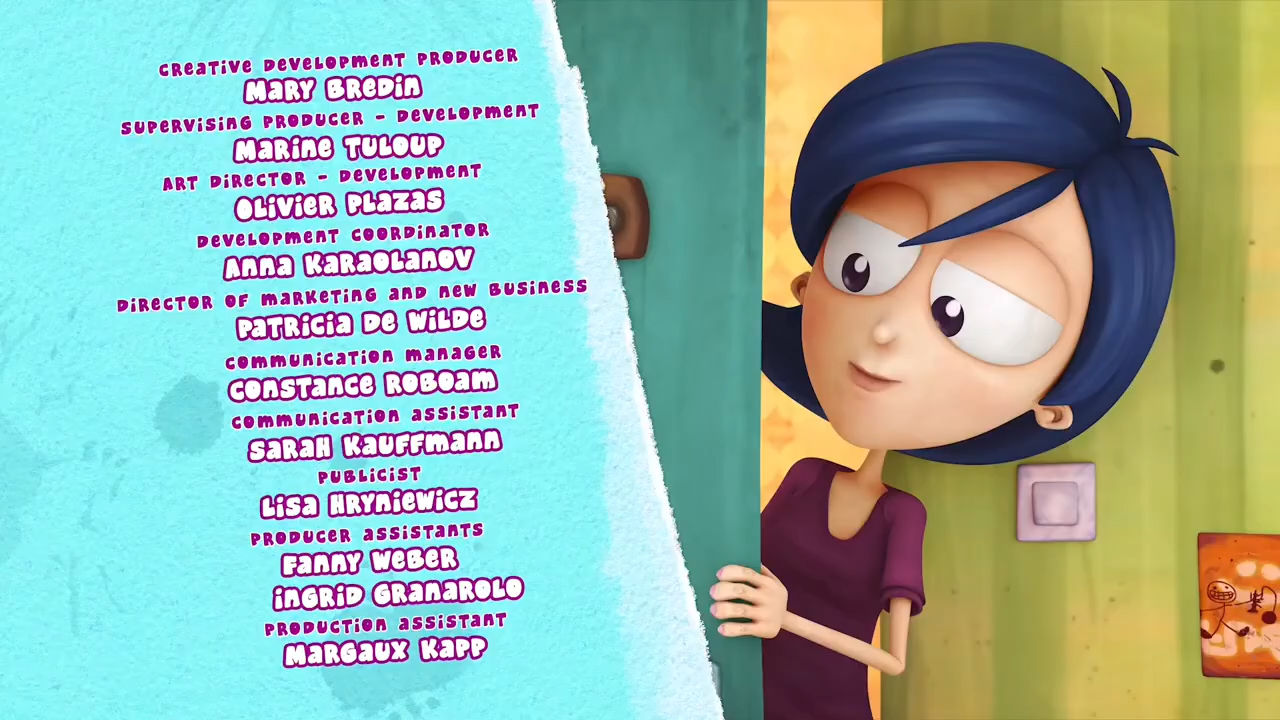 CREATIVE DEVELOPMENT PRODUCER
MARY BREDIN
SUPERVISING PRODUCER - DEVELOPMENT
MARINE TULOUP
ART DIRECTOR - DEVELOPMENT
OLIVIER PLAZAS
DEVELOPMENT COORDINATOR
ANNA KARAOLANOV
DIRECTOR OF MARKETING AND NEW BUSINESS
PATRICIA DE WILDE
COMMUNICATION MANAGER
CONSTANCE ROBOAM
COMMUNICATION ASSISTANT
SARAH KAUFFMANN
PUBLICIST
LISA HRYNIEWICZ
PRODUCER ASSISTANTS
FANNY WEBER
INGRID GRANAROLO
PRODUCTION ASSISTANT
MARGAUX KAPP